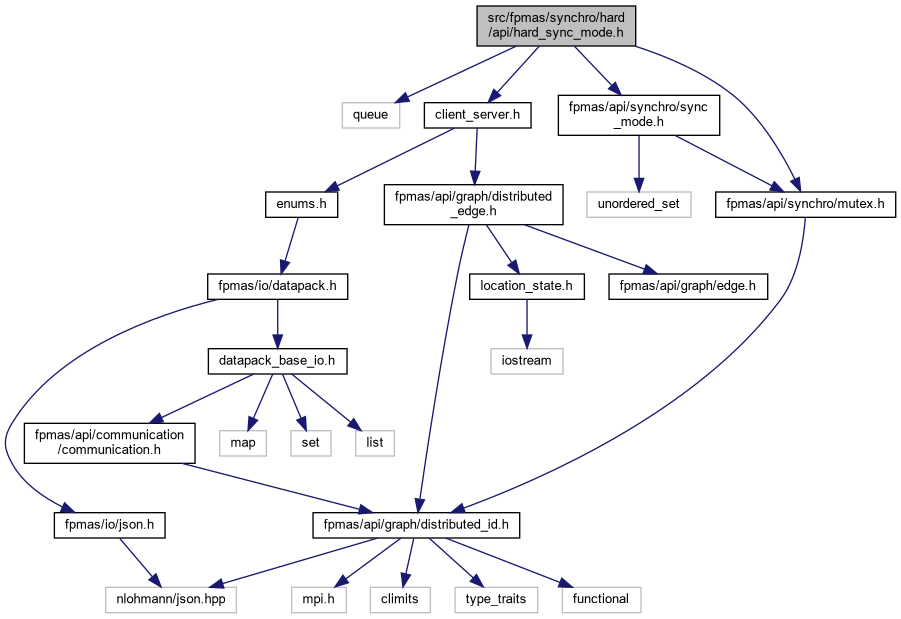 src/fpmas/synchro/hard
/api/hard_sync_mode.h
queue
client_server.h
fpmas/api/synchro/sync
_mode.h
enums.h
fpmas/api/graph/distributed
_edge.h
unordered_set
fpmas/api/synchro/mutex.h
fpmas/io/datapack.h
location_state.h
fpmas/api/graph/edge.h
datapack_base_io.h
iostream
fpmas/api/communication
/communication.h
map
set
list
fpmas/io/json.h
fpmas/api/graph/distributed_id.h
nlohmann/json.hpp
mpi.h
climits
type_traits
functional